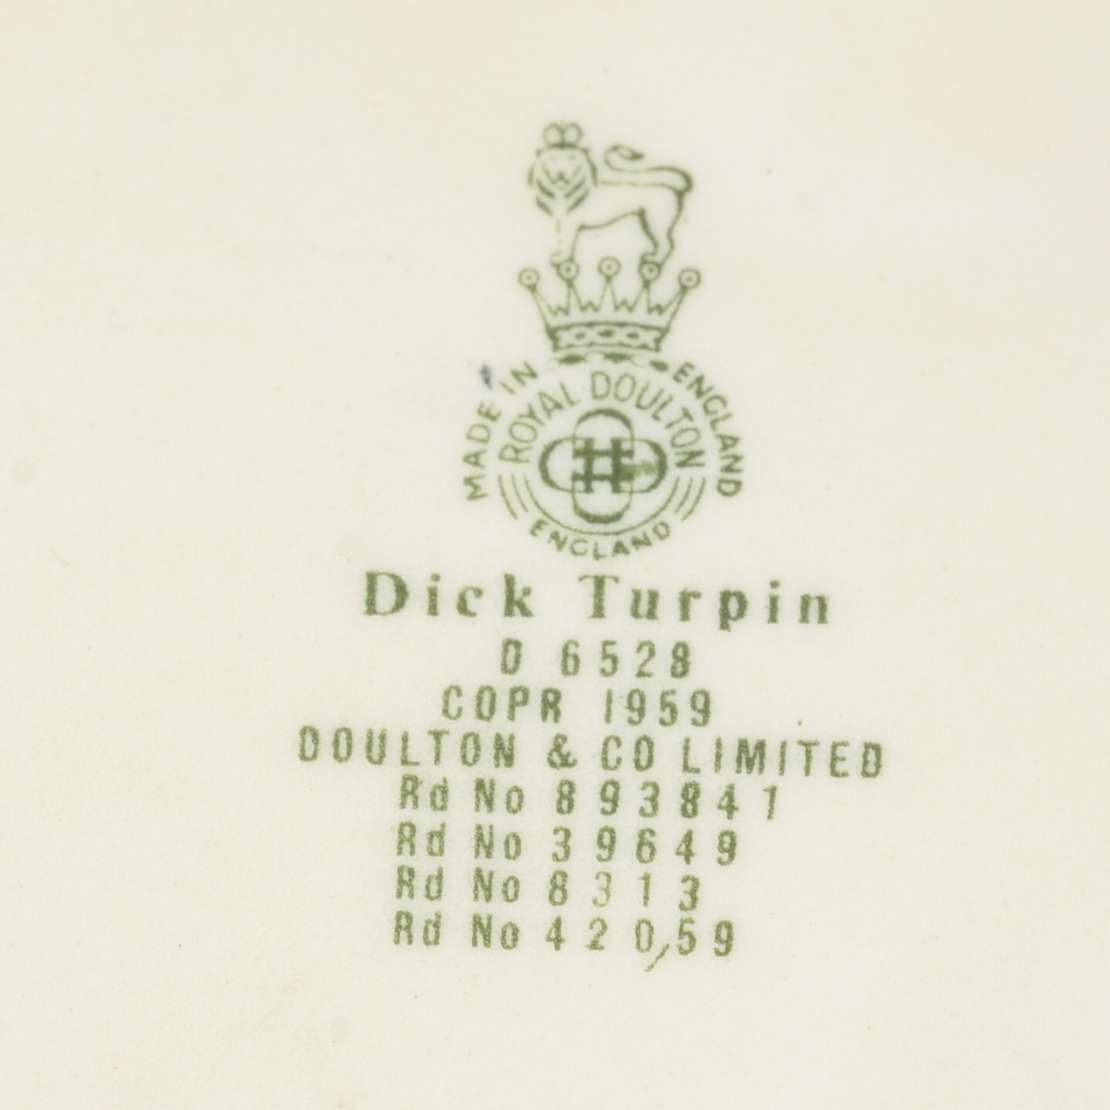 MADE IN ENGLAND
ROYAL DOULTON
ENGLAND
Dick Turpin
D 6528
COPR 1959
DOULTON & CO LIMITED
Rd No 893841
Rd No 39649
Rd No 8313
Rd No 420,59